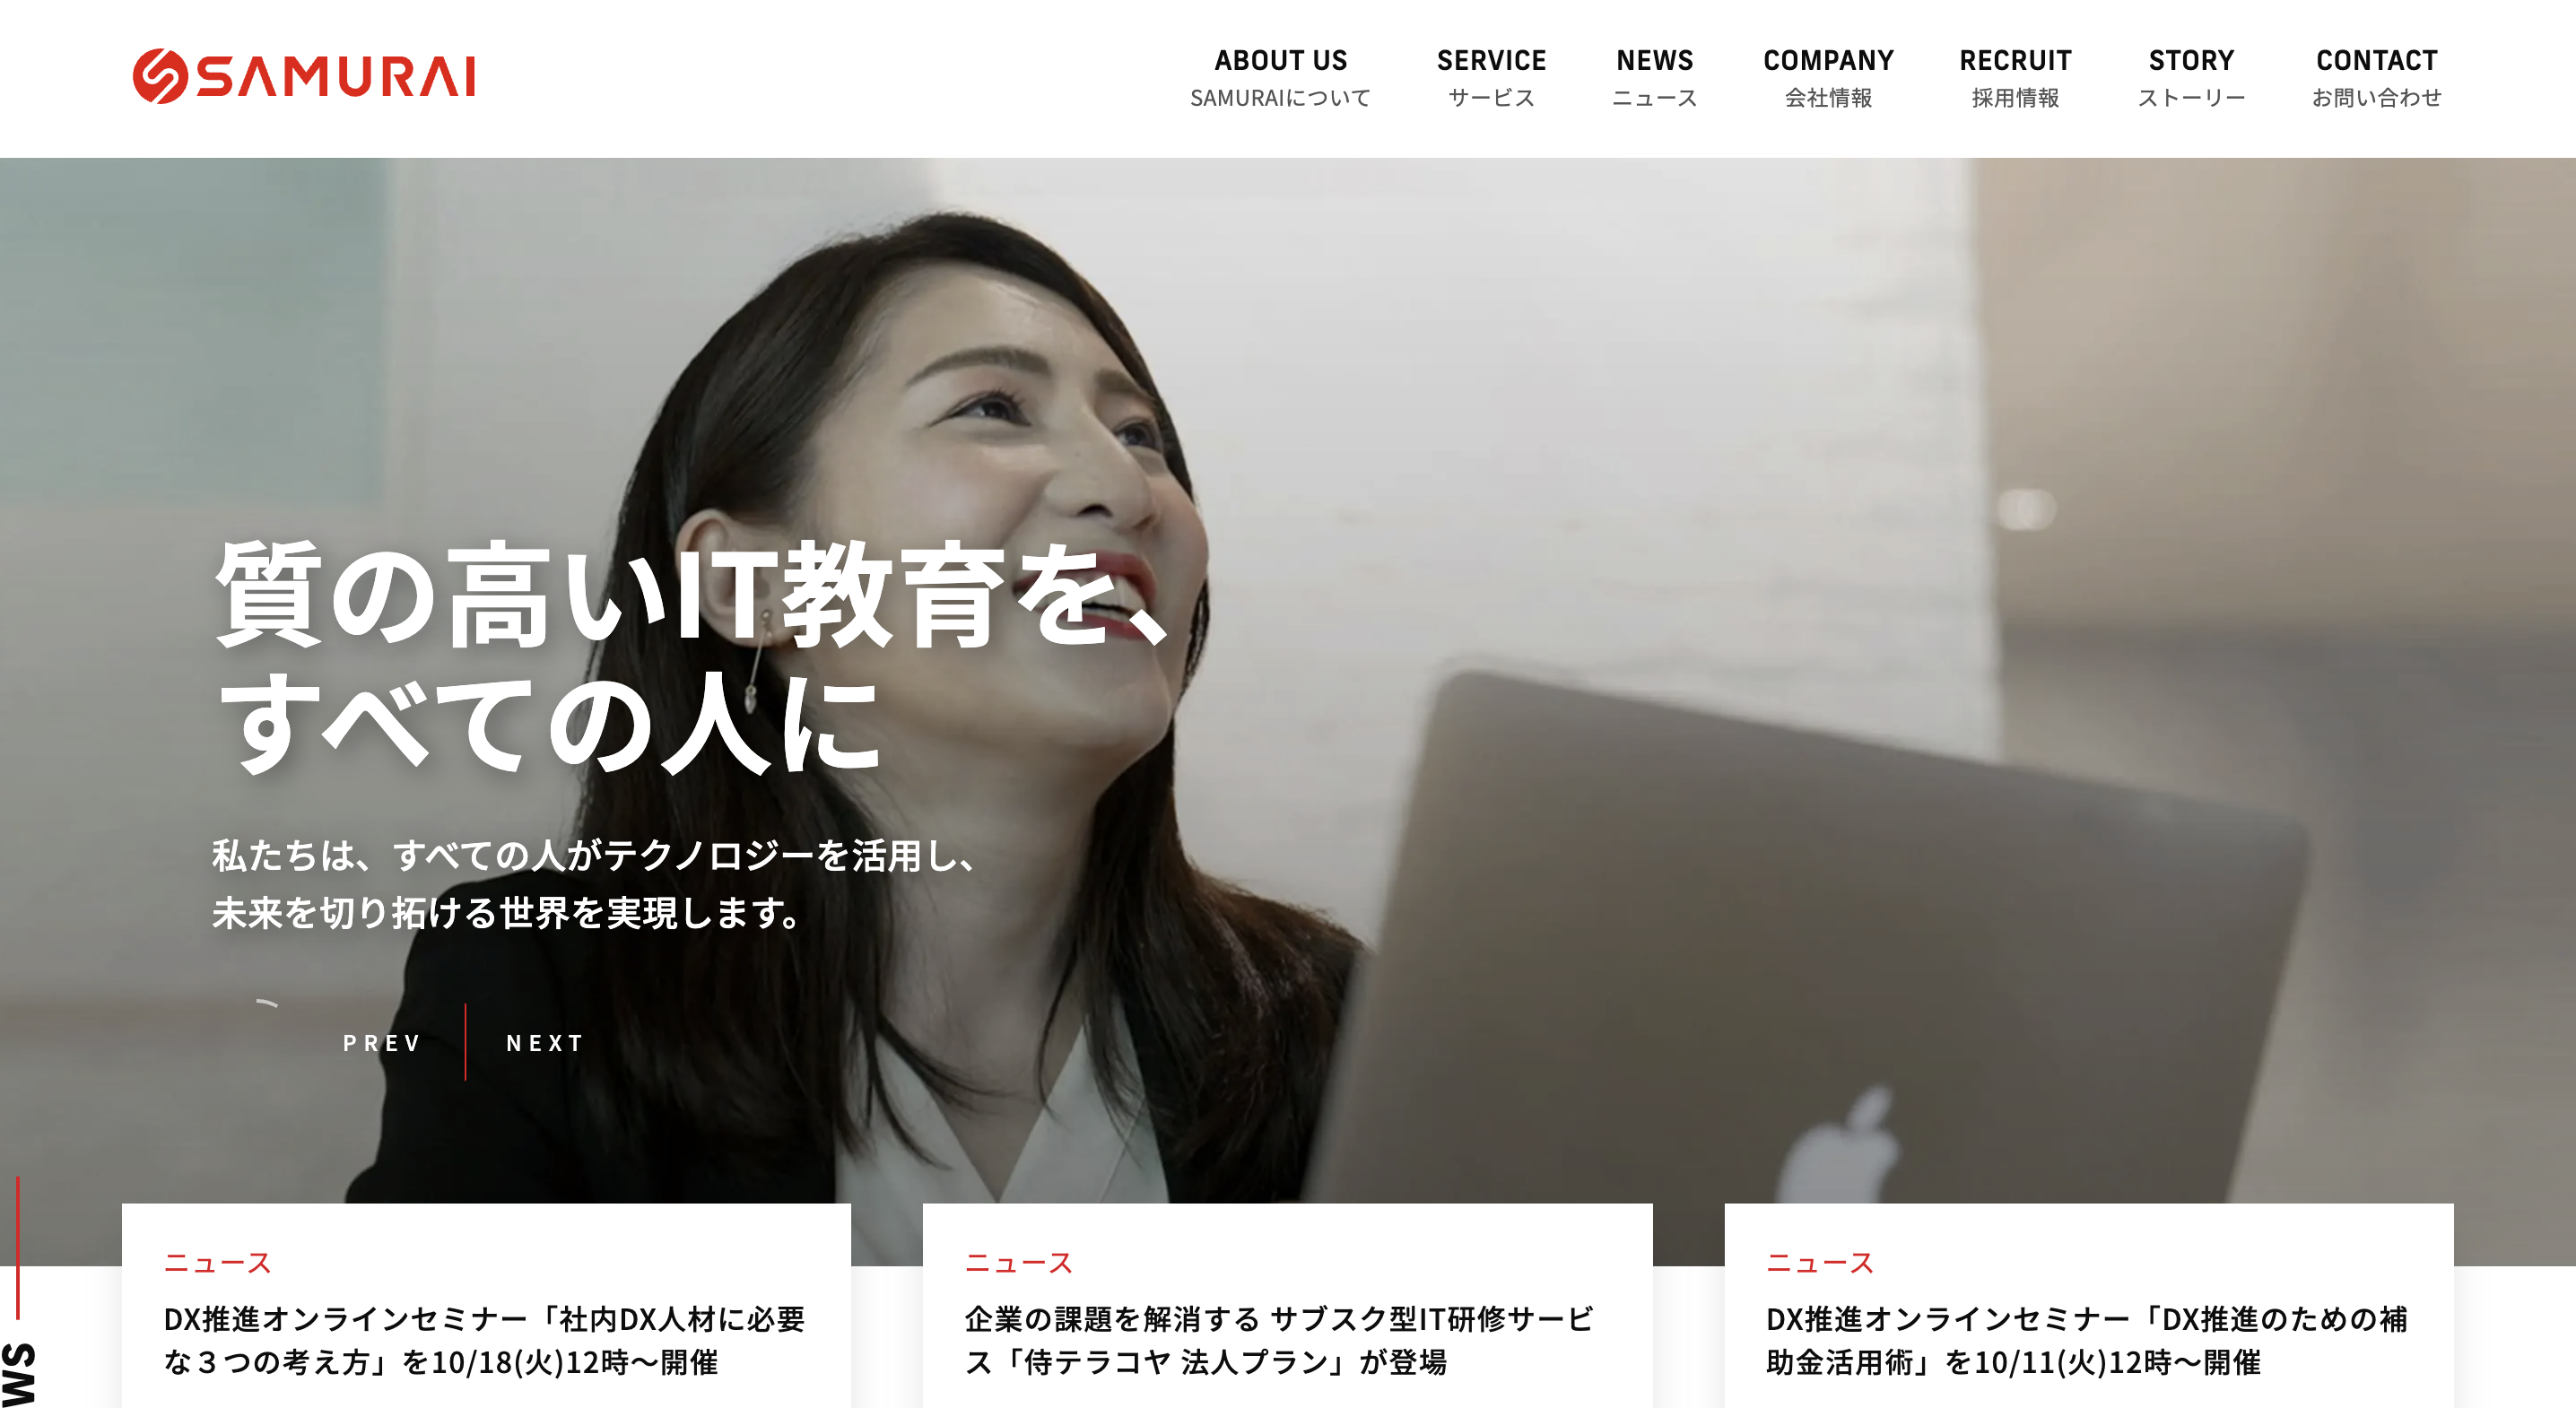 SAMURAI
ABOUT US
SAMURAIについて
SERVICE
サービス
NEWS
ニュース
COMPANY
会社情報
RECRUIT
採用情報
STORY
ストーリー
CONTACT
お問い合わせ
質の高いIT教育を、
すべての人に
私たちは、すべての人がテクノロジーを活用し、
未来を切り拓ける世界を実現します。
PREV
NEXT
ニュース
DX推進オンラインセミナー「社内DX人材に必要
な３つの考え方」を10/18(火)12時〜開催
ニュース
企業の課題を解消する サブスク型IT研修サービ
ス「侍テラコヤ 法人プラン」が登場
ニュース
DX推進オンラインセミナー「DX推進のための補
助金活用術」を10/11(火)12時〜開催